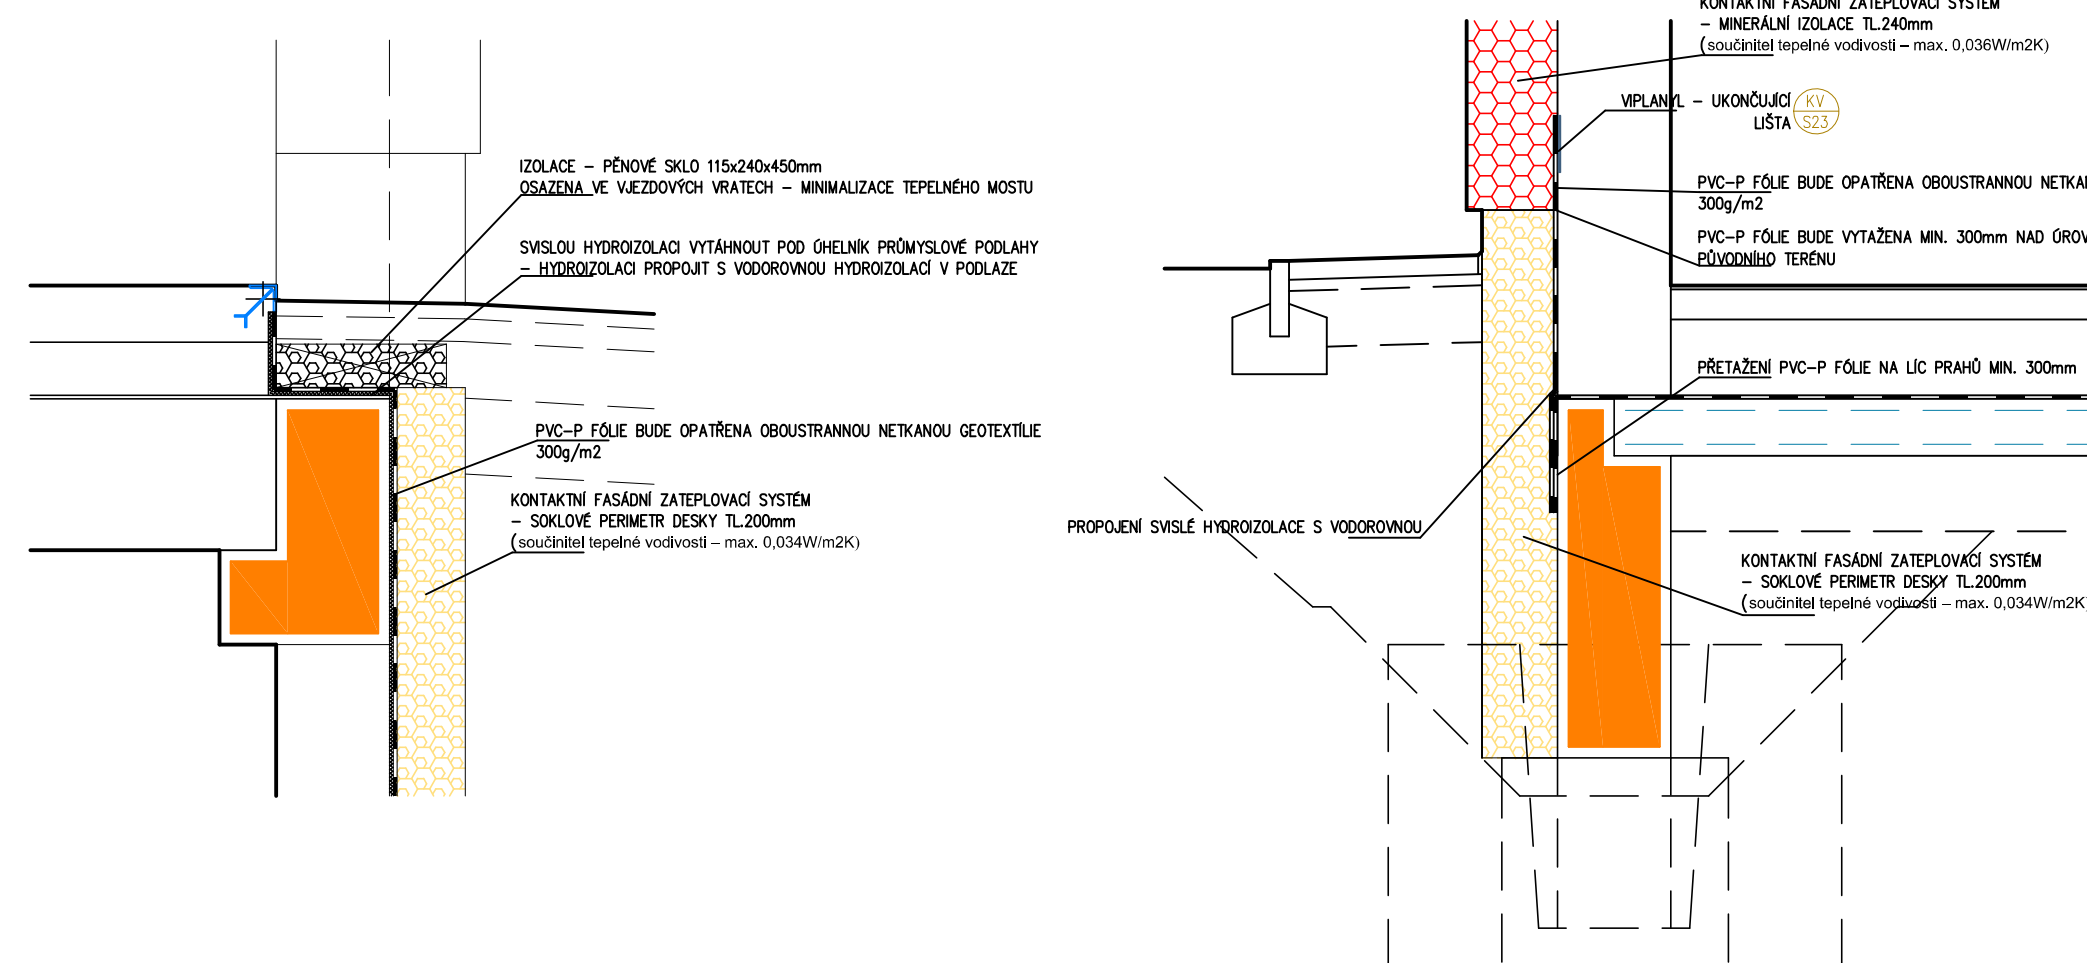 IZOLACE – PĚNOVÉ SKLO 115x240x450mm
OSAZENA VE VJEZDOVÝCH VRATECH – MINIMALIZACE TEPELNÉHO MOSTU
SVISLOU HYDROIZOLACI VYTÁHNOUT POD ÚHELNÍK PRŮMYSLOVÉ PODLAHY
– HYDROIZOLACI PROPOJIT S VODOROVNOU HYDROIZOLACÍ V PODLAZE
PVC–P FÓLIE BUDE OPATŘENA OBOUSTRANNOU NETKANOU GEOTEXTÍLIE
300g/m2
KONTAKTNÍ FASÁDNÍ ZATEPLOVACÍ SYSTÉM
– SOKLOVÉ PERIMETR DESKY TL.200mm
(součinitel tepelné vodivosti – max. 0,034W/m2K)
KONTAKTNÍ FASÁDNÍ ZATEPLOVACÍ SYSTÉM
– MINERÁLNÍ IZOLACE TL.240mm
(součinitel tepelné vodivosti – max. 0,036W/m2K)
VIPLANYL – UKONČUJÍCÍ
LIŠTA
KV
S23
PVC–P FÓLIE BUDE OPATŘENA OBOUSTRANNOU
300g/m2
PVC–P FÓLIE BUDE VYTAŽENA MIN. 300mm NAD
PŮVODNÍHO TERÉNU
PŘETAŽENÍ PVC–P FÓLIE NA LÍC PRAHŮ MIN. 300mm
PROPOJENÍ SVISLÉ HYDROIZOLACE S VODOROVNOU
KONTAKTNÍ FASÁDNÍ ZATEPLOVACÍ SYSTÉM
– SOKLOVÉ PERIMETR DESKY TL.200mm
(součinitel tepelné vodivosti – max. 0,034W/m2K)